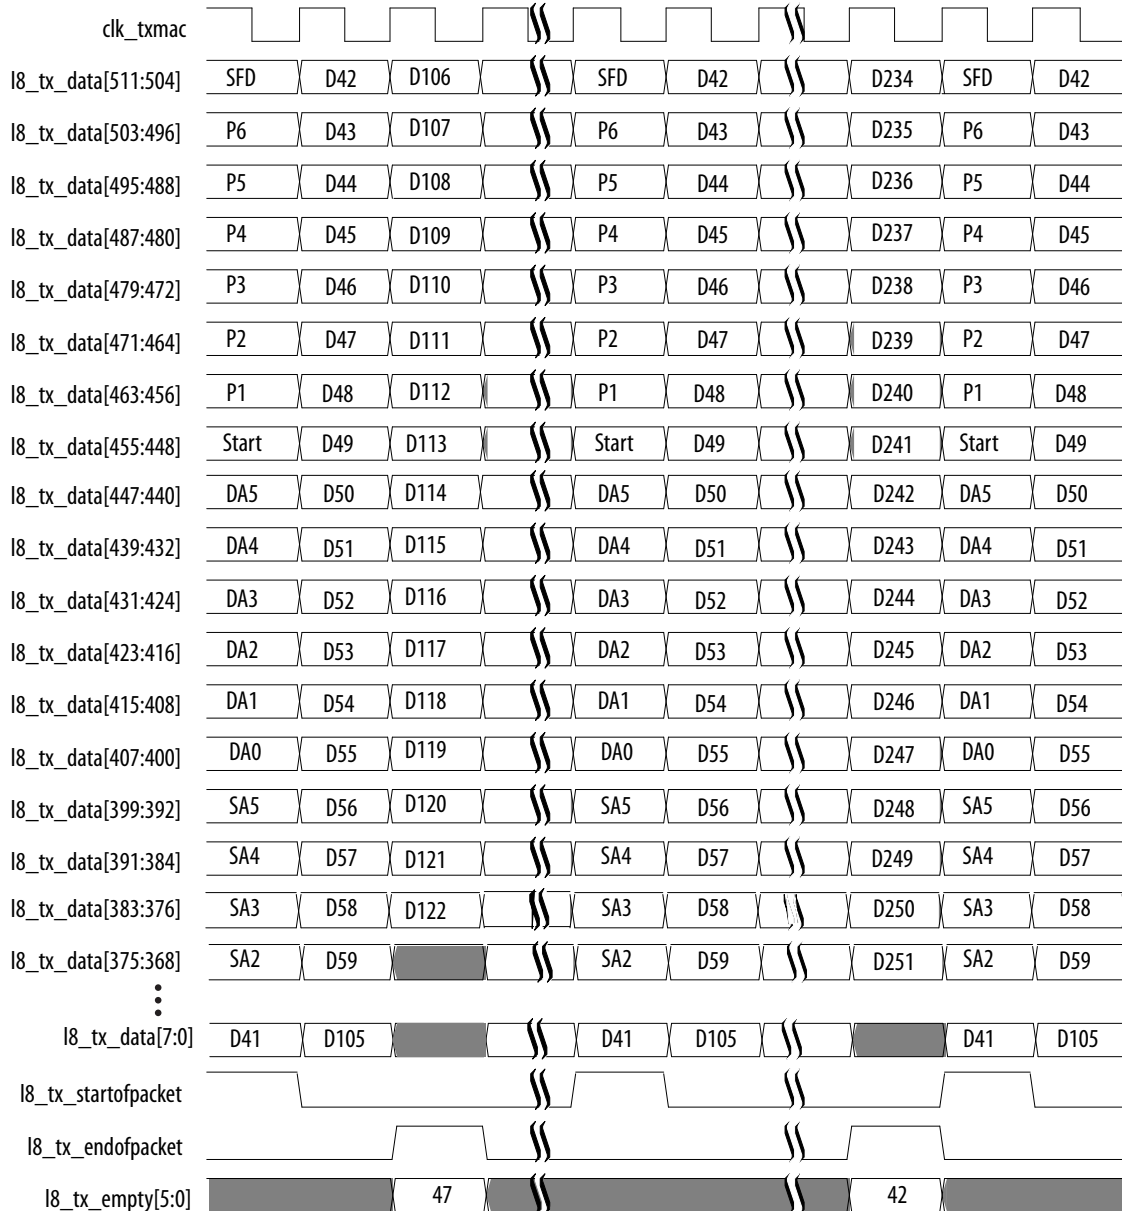 clk_txmac
l8_tx_data[511:504] SFD D42 D106 SFD D42 D234 SFD D42
l8_tx_data[503:496] P6 D43 D107 P6 D43 D235 P6 D43
l8_tx_data[495:488] P5 D44 D108 P5 D44 D236 P5 D44
l8_tx_data[487:480] P4 D45 D109 P4 D45 D237 P4 D45
l8_tx_data[479:472] P3 D46 D110 P3 D46 D238 P3 D46
l8_tx_data[471:464] P2 D47 D111 P2 D47 D239 P2 D47
l8_tx_data[463:456] P1 D48 D112 P1 D48 D240 P1 D48
l8_tx_data[455:448] Start D49 D113 Start D49 D241 Start D49
l8_tx_data[447:440] DA5 D50 D114 DA5 D50 D242 DA5 D50
l8_tx_data[439:432] DA4 D51 D115 DA4 D51 D243 DA4 D51
l8_tx_data[431:424] DA3 D52 D116 DA3 D52 D244 DA3 D52
l8_tx_data[423:416] DA2 D53 D117 DA2 D53 D245 DA2 D53
l8_tx_data[415:408] DA1 D54 D118 DA1 D54 D246 DA1 D54
l8_tx_data[407:400] DA0 D55 D119 DA0 D55 D247 DA0 D55
l8_tx_data[399:392] SA5 D56 D120 SA5 D56 D248 SA5 D56
l8_tx_data[391:384] SA4 D57 D121 SA4 D57 D249 SA4 D57
l8_tx_data[383:376] SA3 D58 D122 SA3 D58 D250 SA3 D58
l8_tx_data[375:368] SA2 D59 SA2 D59 D251 SA2 D59
l8_tx_data[7:0] D41 D105 D41 D105 D41 D105
l8_tx_startofpacket
l8_tx_endofpacket
l8_tx_empty[5:0] 47 42